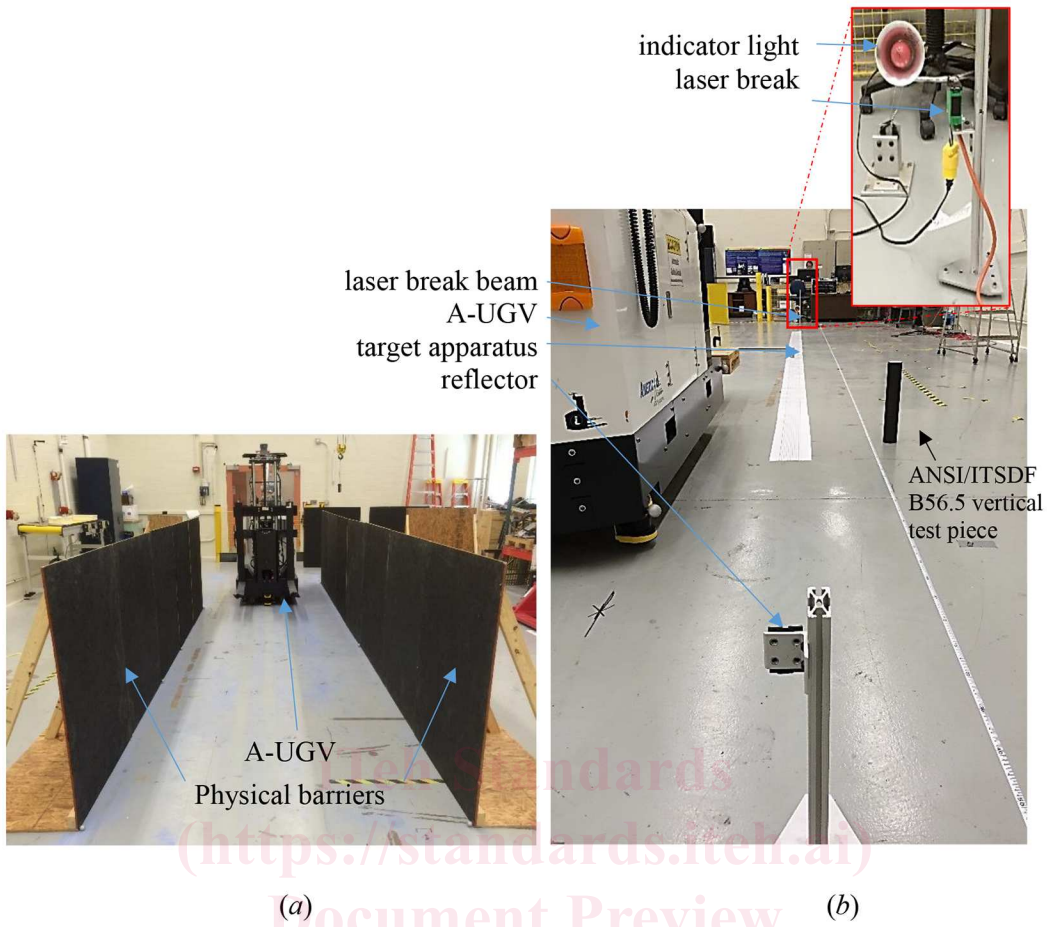 indicator light
laser break
laser break beam
A-UGV
target apparatus
reflector
ANSI/ITSDF
B56.5 vertical
test piece
A-UGV
Physical barriers
iTeh Standards
(https://standards.iteh.ai)
Document Preview
(a)
(b)